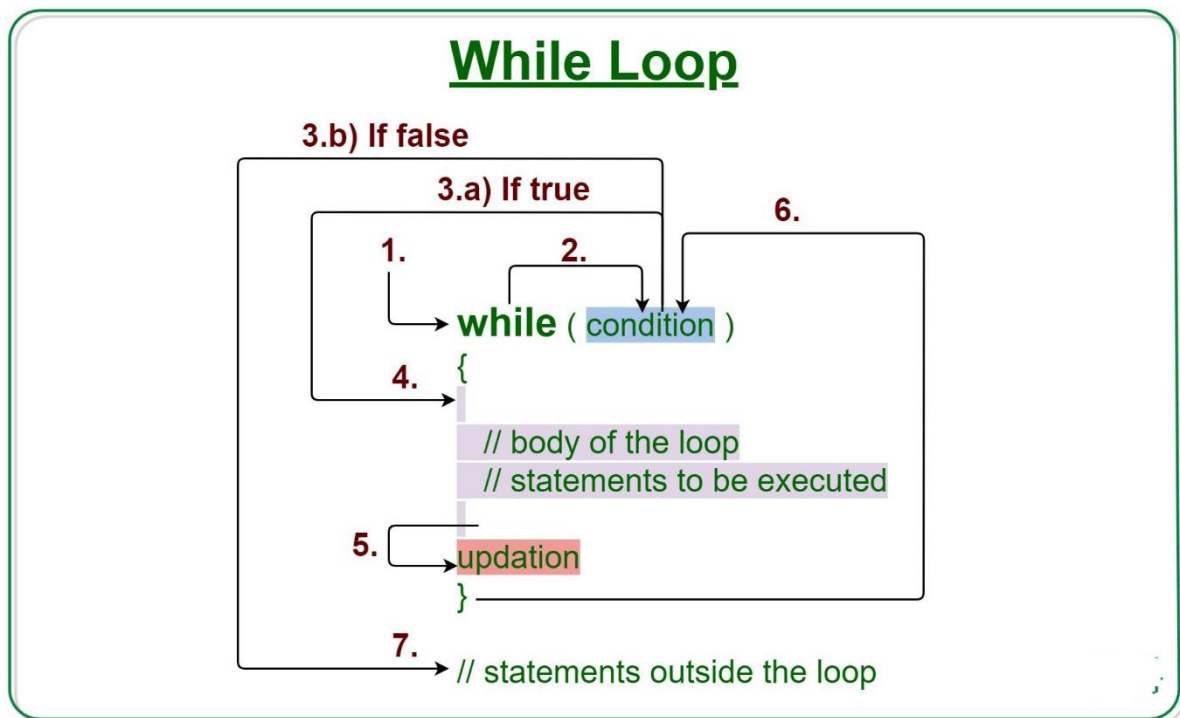 While Loop
3.b) If false
3.a) If true
6.
1.
2.
while ( condition )
{
4.
// body of the loop
// statements to be executed
5.
updation
}
7.
// statements outside the loop